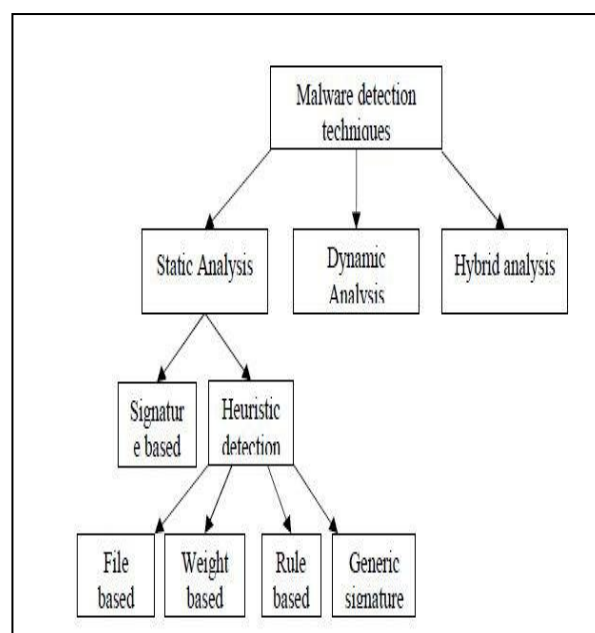 Malware detection
techniques
Static Analysis
Dynamic
Analysis
Hybrid analysis
Signatur
e based
Heuristic
detection
File
based
Weight
based
Rule
based
Generic
signature